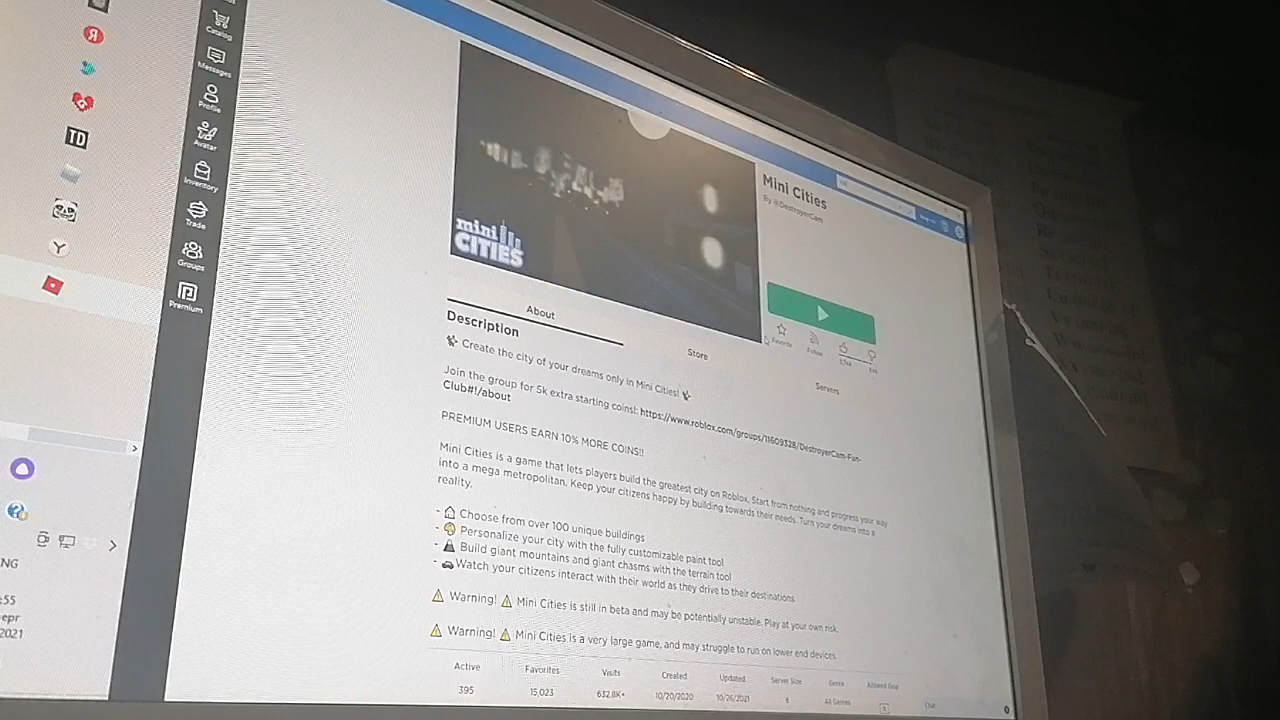 Catalog
Messages
Profile
Avatar
Inventory
Trade
Groups
Premium
Я
TD
Y
NG
:55
2021
mini
CITIES
Mini Cities
By @DestroyerCam
Favorite
Follow
About
Store
Servers
Description
Create the city of your dreams only in Mini Cities!
Join the group for 5k extra starting coins!: https://www.roblox.com/groups/11609328/DestroyerCam-Fan-
Club#!/about
PREMIUM USERS EARN 10% MORE COINS!!
Mini Cities is a game that lets players build the greatest city on Roblox. Start from nothing and progress your way
into a mega metropolitan. Keep your citizens happy by building towards their needs. Turn your dreams into a
reality.
- Choose from over 100 unique buildings
- Personalize your city with the fully customizable paint tool
- Build giant mountains and giant chasms with the terrain tool
- Watch your citizens interact with their world as they drive to their destinations
Warning! Mini Cities is still in beta and may be potentially unstable. Play at your own risk.
Warning! Mini Cities is a very large game, and may struggle to run on lower end devices.
Active Favorites Visits Created Updated Server Size Genre Allowed Gear
395 15,023 632.8K+ 10/20/2020 10/26/2021 All Genres
Chat